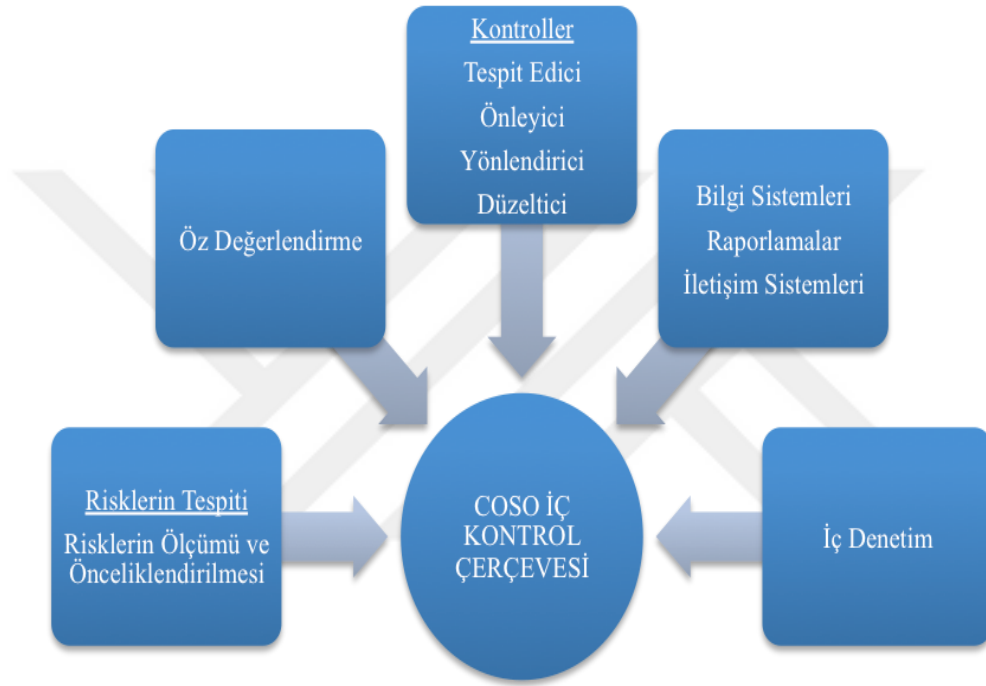 Kontroller
Tespit Edici
Önleyici
Yönlendirici
Düzeltici
Öz Değerlendirme
Bilgi Sistemleri
Raporlamalar
İletişim Sistemleri
Risklerin Tespiti
Risklerin Ölçümü ve
Önceliklendirilmesi
COSO İÇ
KONTROL
ÇERÇEVESİ
İç Denetim